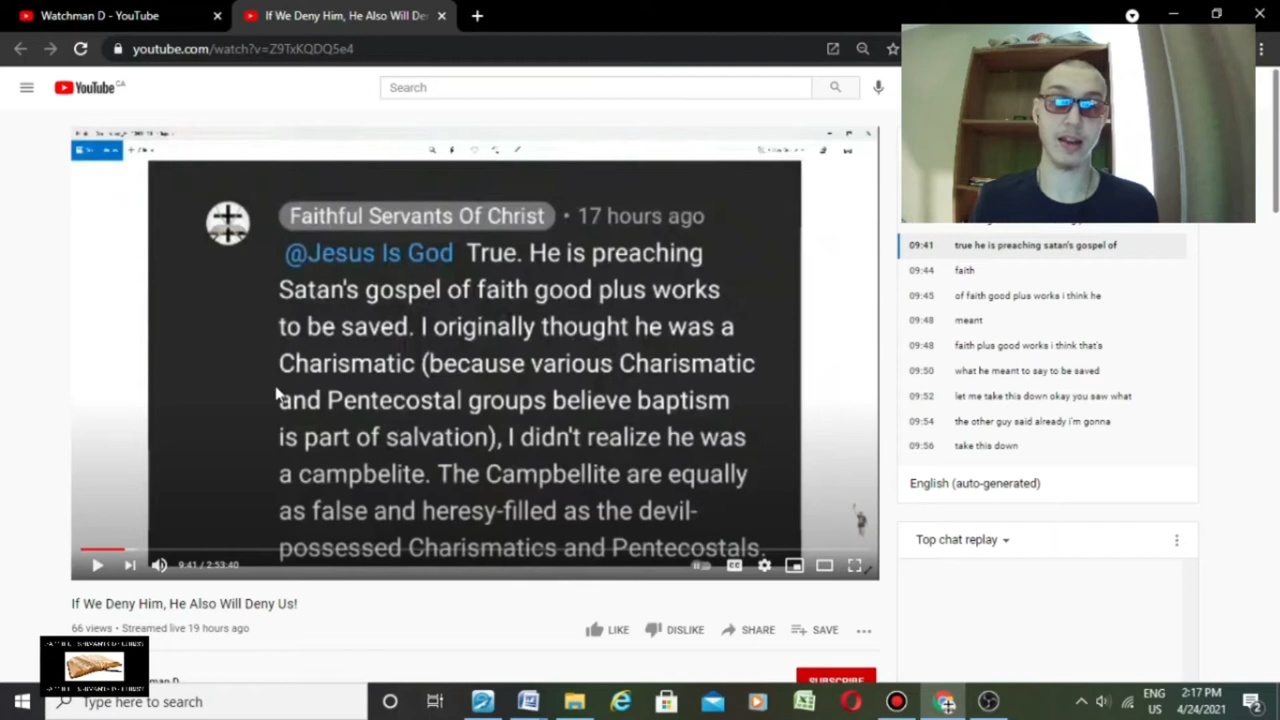 Watchman D - YouTube
If We Deny Him, He Also Will De
youtube.com/watch?v=Z9TxKQDQ5e4
YouTube CA
Search
Faithful Servants Of Christ • 17 hours ago
@Jesus Is God True. He is preaching
Satan's gospel of faith good plus works
to be saved. I originally thought he was a
Charismatic (because various Charismatic
and Pentecostal groups believe baptism
is part of salvation), I didn't realize he was
a campbelite. The Campbellite are equally
as false and heresy-filled as the devil-
possessed Charismatics and Pentecostals.
9:41 / 2:53:40
CC
If We Deny Him, He Also Will Deny Us!
66 views • Streamed live 19 hours ago
LIKE
DISLIKE
SHARE
SAVE
SUBSCRIBE
09:41 true he is preaching satan's gospel of
09:44 faith
09:45 of faith good plus works i think he
09:48 meant
09:48 faith plus good works i think that's
09:50 what he meant to say to be saved
09:52 let me take this down okay you saw what
09:54 the other guy said already i'm gonna
09:56 take this down
English (auto-generated)
Top chat replay
Type here to search
ENG
US
2:17 PM
4/24/2021
2